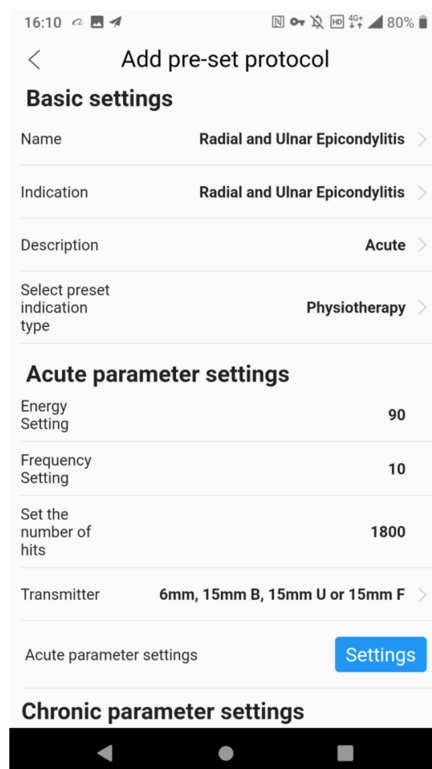 16:10 HD 4G+ 80%
Add pre-set protocol
Basic settings
Name Radial and Ulnar Epicondylitis
Indication Radial and Ulnar Epicondylitis
Description Acute
Select preset
indication Physiotherapy
type
Acute parameter settings
Energy
Setting 90
Frequency
Setting 10
Set the
number of 1800
hits
Transmitter 6mm, 15mm B, 15mm U or 15mm F
Acute parameter settings Settings
Chronic parameter settings